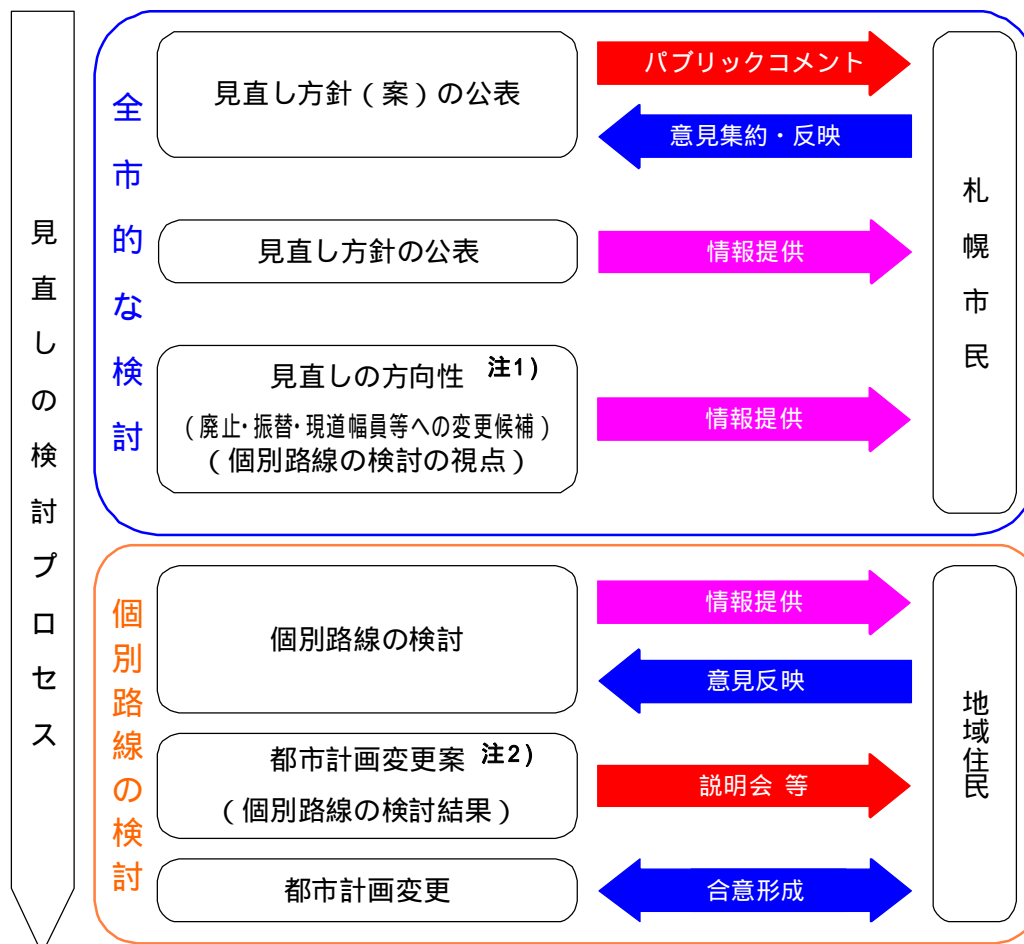 見直しの検討プロセス
全市的な検討
見直し方針（案）の公表
パブリックコメント
意見集約・反映
見直し方針の公表
情報提供
見直しの方向性 注1)
（廃止・振替・現道幅員等への変更候補）
（個別路線の検討の視点）
情報提供
札幌市民
個別路線の検討
個別路線の検討
情報提供
意見反映
都市計画変更案 注2)
（個別路線の検討結果）
説明会 等
都市計画変更
合意形成
地域住民